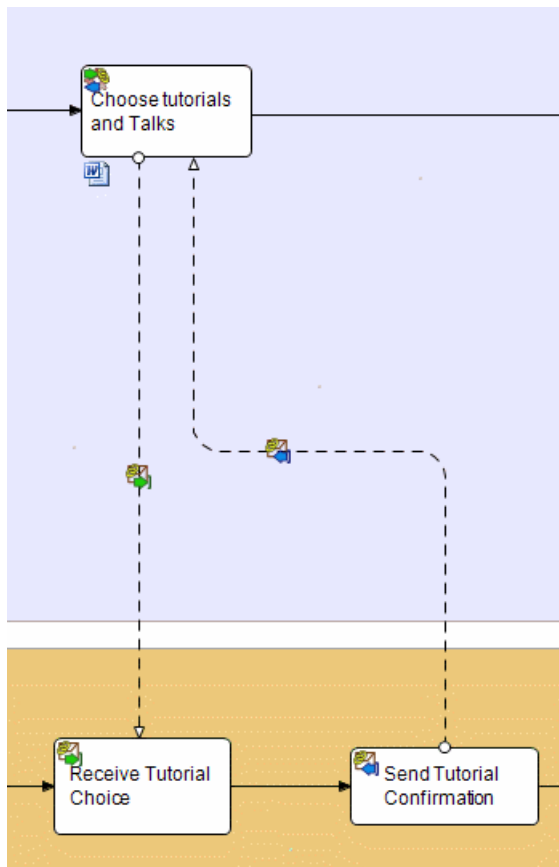 Choose tutorials
and Talks
Receive Tutorial
Choice
Send Tutorial
Confirmation